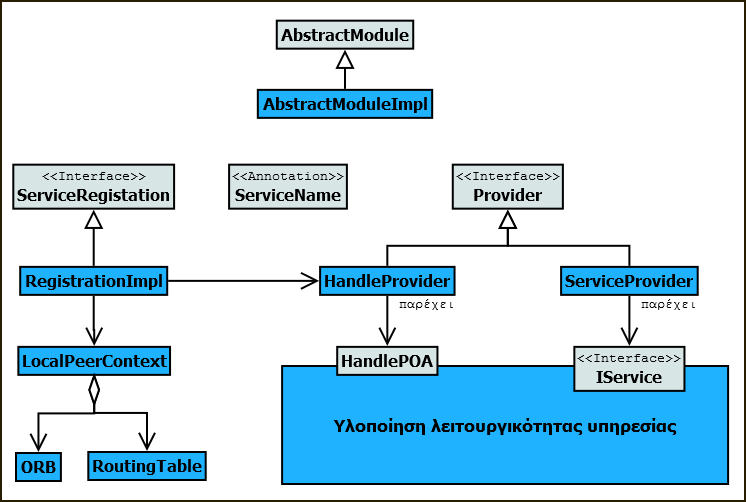 AbstractModule
AbstractModuleImpl
<<Interface>>
ServiceRegistation
<<Annotation>>
ServiceName
<<Interface>>
Provider
RegistrationImpl
HandleProvider
ServiceProvider
παρέχει
παρέχει
LocalPeerContext
HandlePOA
<<Interface>>
IService
Υλοποίηση λειτουργικότητας υπηρεσίας
ORB
RoutingTable